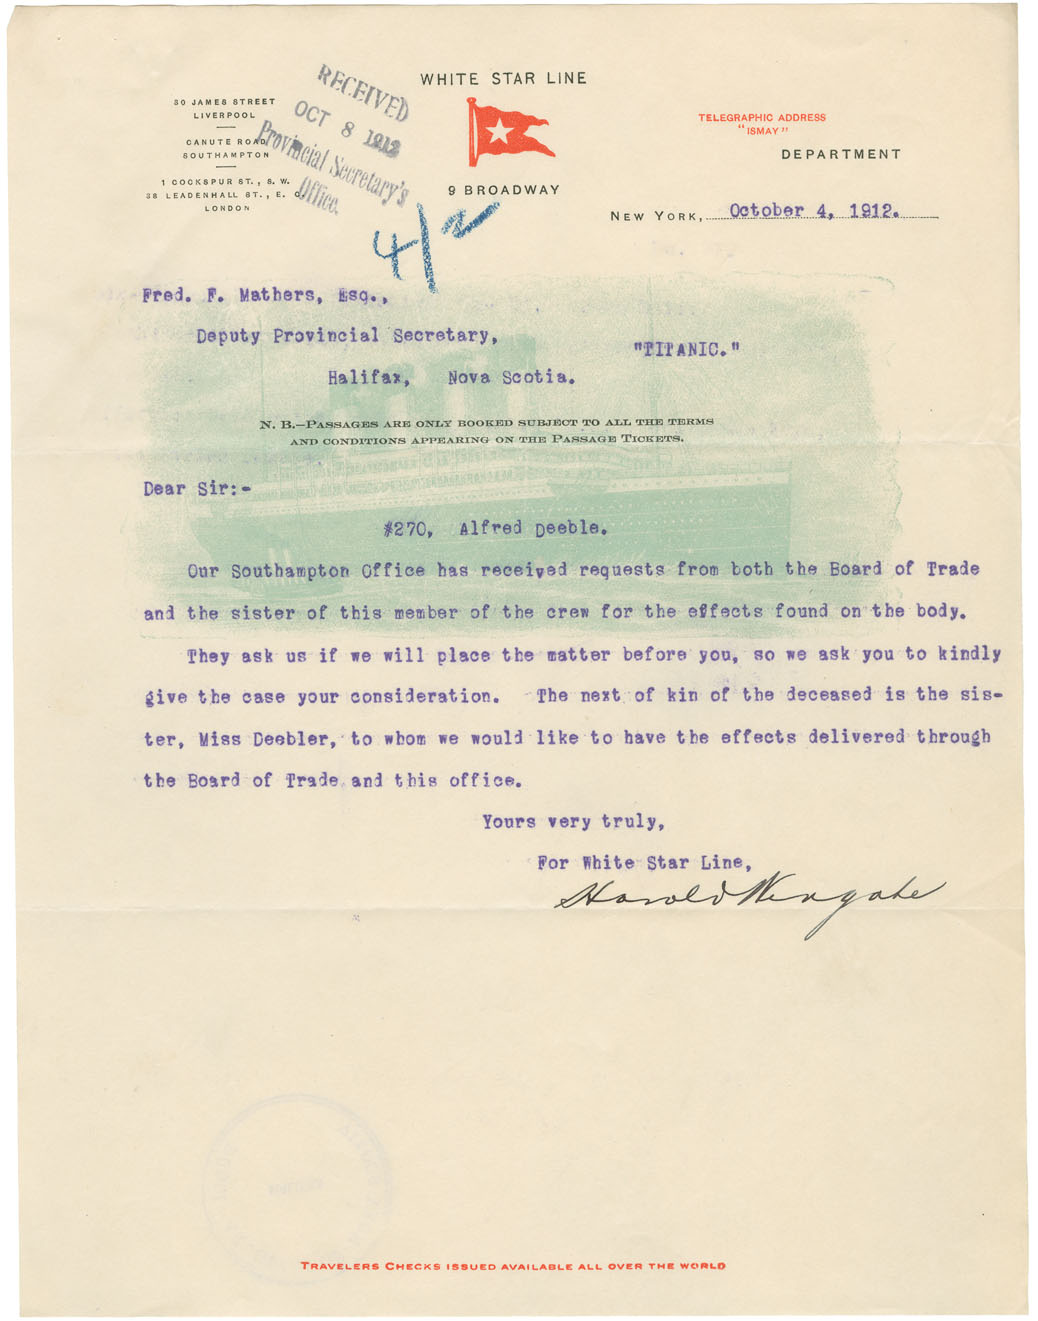 WHITE STAR LINE
30 JAMES STREET
LIVERPOOL
CANUTE ROAD
SOUTHAMPTON
1 COCKSPUR ST., S. W.
38 LEADENHALL ST., E. C.
LONDON
RECEIVED
OCT 8 1912
Provincial Secretary's
Office.
9 BROADWAY
TELEGRAPHIC ADDRESS
"ISMAY"
DEPARTMENT
NEW YORK, October 4, 1912.
Fred. F. Mathers, Esq.,
Deputy Provincial Secretary,
"TITANIC."
Halifax, Nova Scotia.
N. B.—PASSAGES ARE ONLY BOOKED SUBJECT TO ALL THE TERMS
AND CONDITIONS APPEARING ON THE PASSAGE TICKETS.
Dear Sir:-
#270, Alfred Deeble.
Our Southampton Office has received requests from both the Board of Trade
and the sister of this member of the crew for the effects found on the body.
They ask us if we will place the matter before you, so we ask you to kindly
give the case your consideration. The next of kin of the deceased is the sis-
ter, Miss Deebler, to whom we would like to have the effects delivered through
the Board of Trade and this office.
Yours very truly,
For White Star Line,
Harold Wingate
TRAVELERS CHECKS ISSUED AVAILABLE ALL OVER THE WORLD